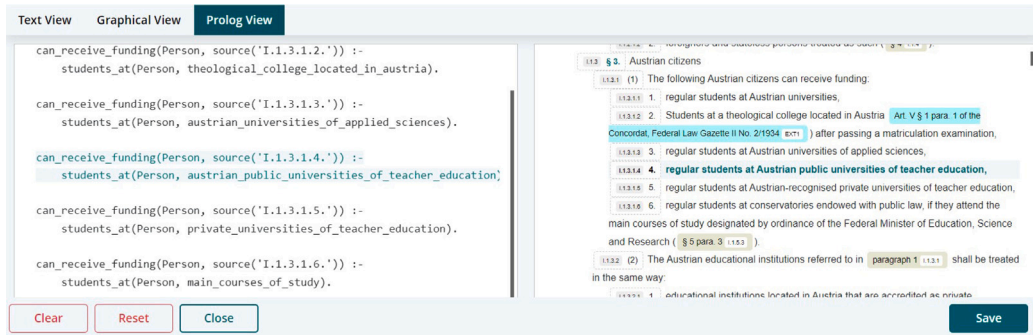 Text View Graphical View Prolog View
can_receive_funding(Person, source('I.1.3.1.2.')) :-
students_at(Person, theological_college_located_in_austria).
can_receive_funding(Person, source('I.1.3.1.3.')) :-
students_at(Person, austrian_universities_of_applied_sciences).
can_receive_funding(Person, source('I.1.3.1.4.')) :-
students_at(Person, austrian_public_universities_of_teacher_education)
can_receive_funding(Person, source('I.1.3.1.5.')) :-
students_at(Person, private_universities_of_teacher_education).
can_receive_funding(Person, source('I.1.3.1.6.')) :-
students_at(Person, main_courses_of_study).
I.1.3 § 3. Austrian citizens
I.1.3.1 (1) The following Austrian citizens can receive funding:
I.1.3.1.1 1. regular students at Austrian universities,
I.1.3.1.2 2. Students at a theological college located in Austria Art. V § 1 para. 1 of the
Concordat, Federal Law Gazette II No. 2/1934 EXT1 ) after passing a matriculation examination,
I.1.3.1.3 3. regular students at Austrian universities of applied sciences,
I.1.3.1.4 4. regular students at Austrian public universities of teacher education,
I.1.3.1.5 5. regular students at Austrian-recognised private universities of teacher education,
I.1.3.1.6 6. regular students at conservatories endowed with public law, if they attend the
main courses of study designated by ordinance of the Federal Minister of Education, Science
and Research ( § 5 para. 3 I.1.5.3 ).
I.1.3.2 (2) The Austrian educational institutions referred to in paragraph 1 I.1.3.1 shall be treated
in the same way:
1. educational institutions located in Austria that are accredited as private
Clear Reset Close Save